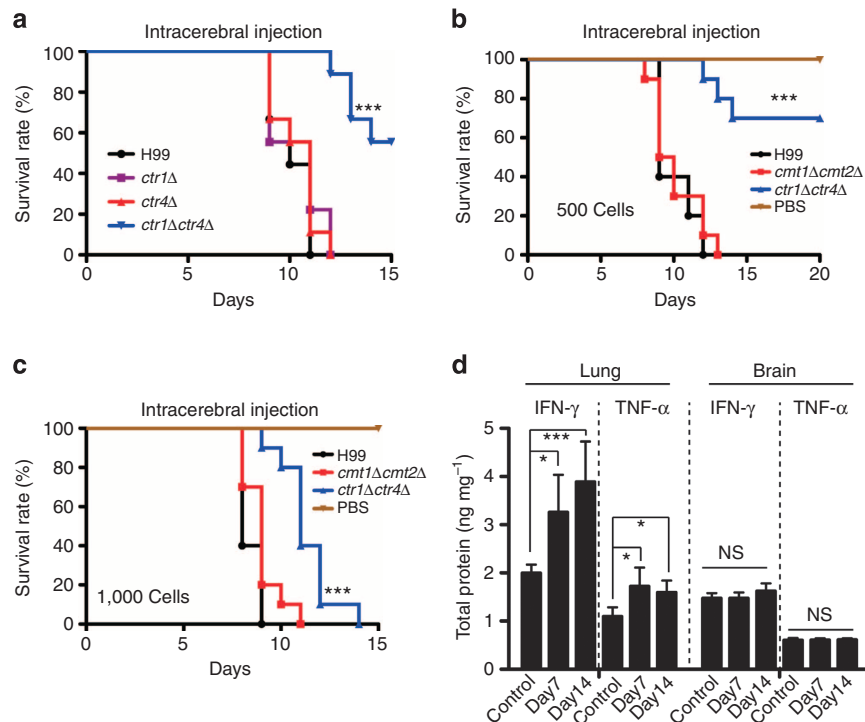 a
Intracerebral injection
100
80
60
40
20
0
Survival rate (%)
***
H99
ctr1Δ
ctr4Δ
ctr1Δctr4Δ
0 5 10 15
Days
b
Intracerebral injection
100
80
60
40
20
0
Survival rate (%)
***
H99
cmt1Δcmt2Δ
ctr1Δctr4Δ
PBS
500 Cells
0 5 10 15 20
Days
c
Intracerebral injection
100
80
60
40
20
0
Survival rate (%)
H99
cmt1Δcmt2Δ
ctr1Δctr4Δ
PBS
***
1,000 Cells
0 5 10 15
Days
d
Lung Brain
IFN-γ TNF-α IFN-γ TNF-α
5
4
3
2
1
0
Total protein (ng mg⁻¹)
***
*
*
*
NS
NS
Control Day7 Day14 Control Day7 Day14 Control Day7 Day14 Control Day7 Day14